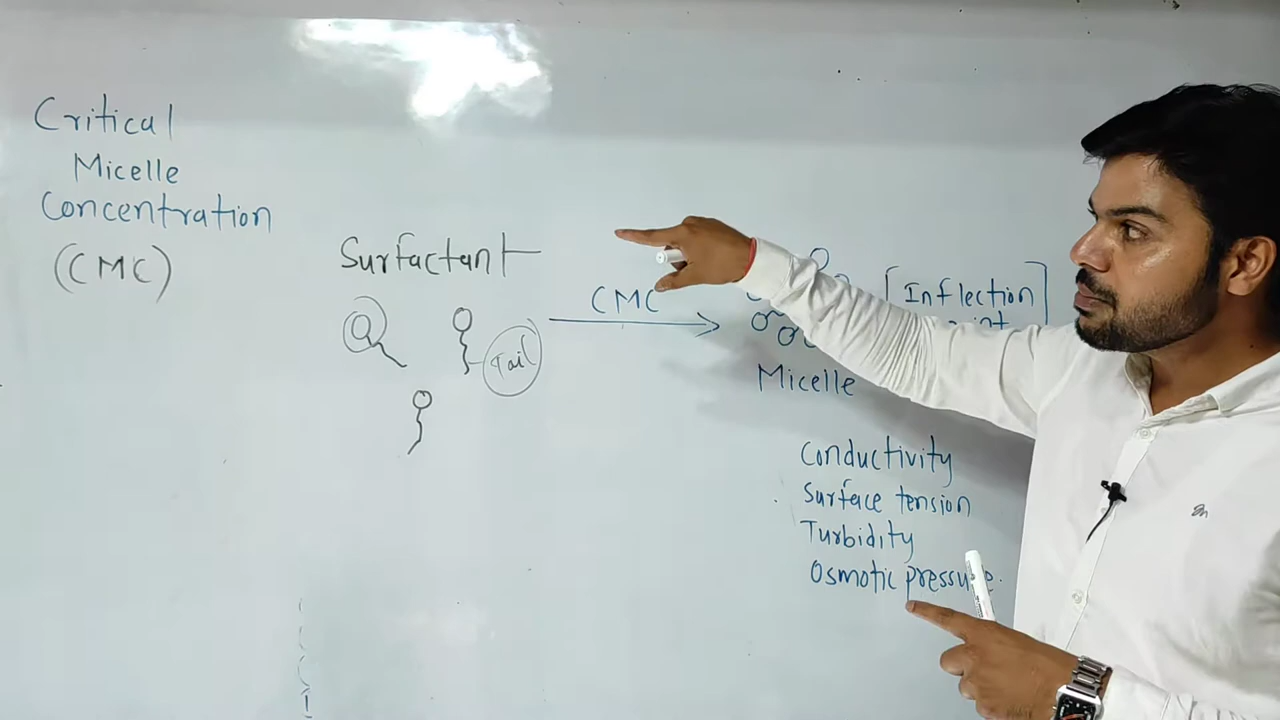 Critical
Micelle
Concentration
(CMC)
Surfactant
Tail
CMC
Micelle
[Inflection]
Conductivity
Surface tension
Turbidity
Osmotic pressure.